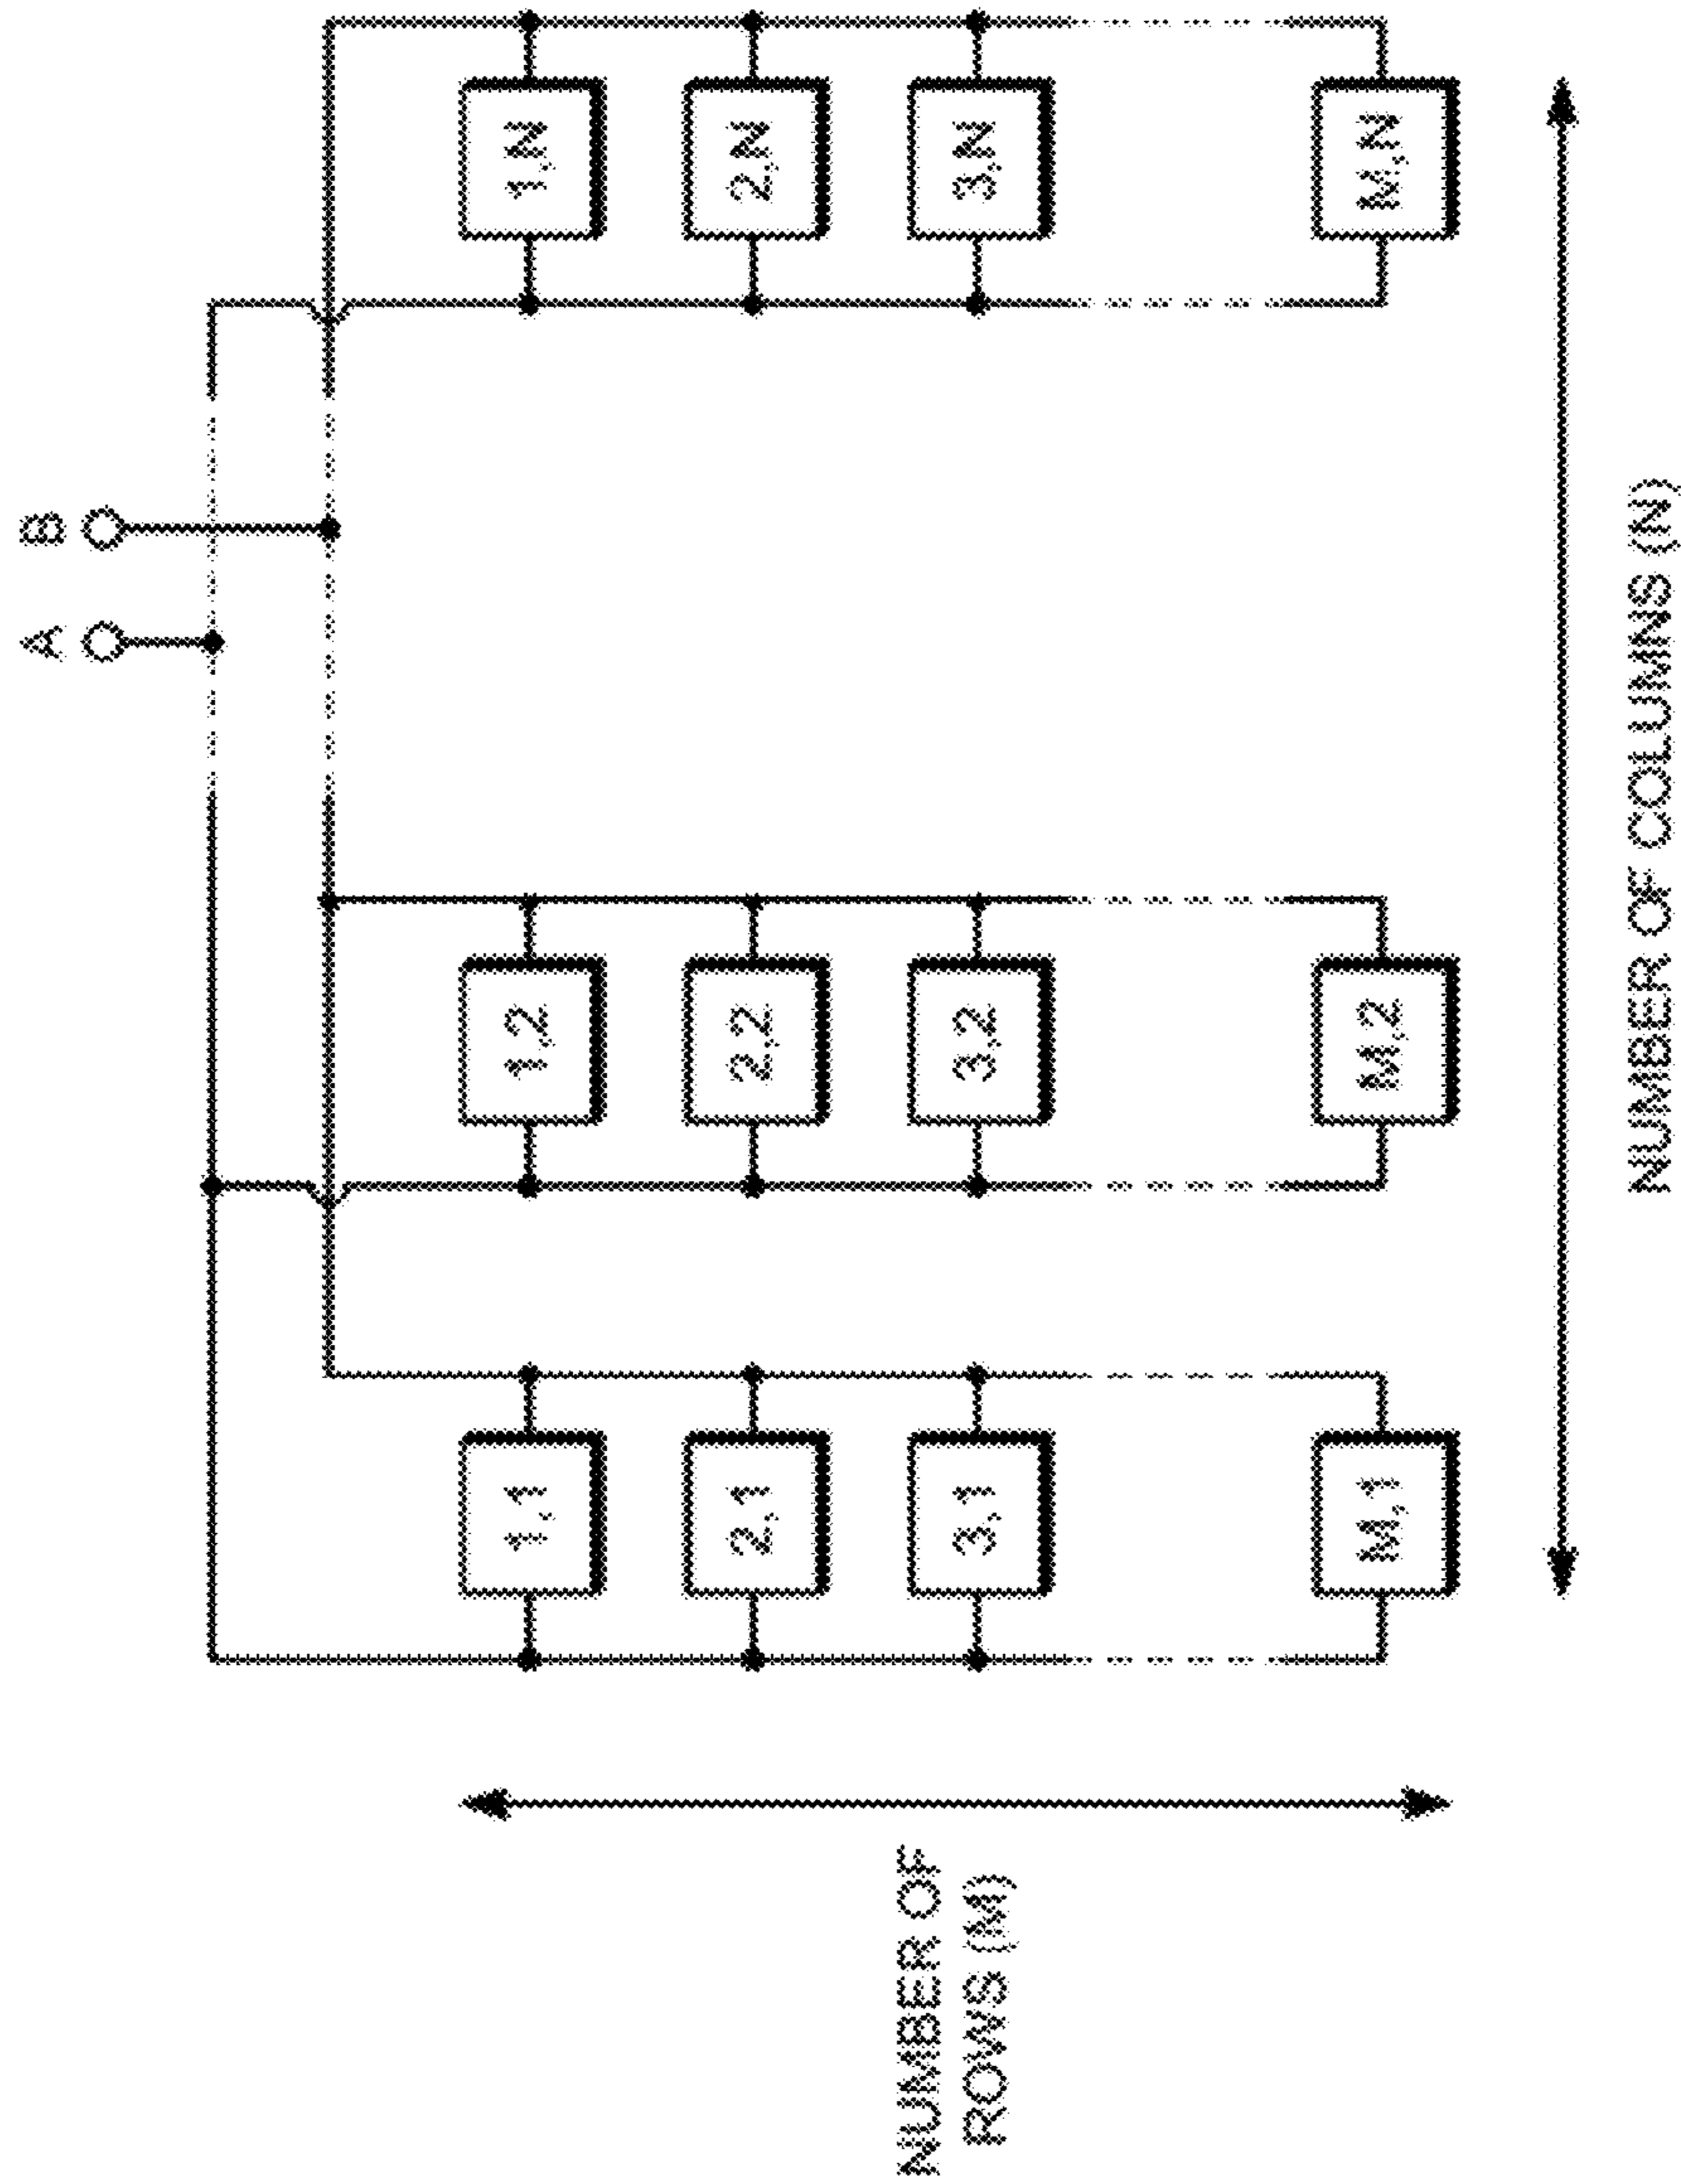 A
B
1,1
1,2
1,N
2,1
2,2
2,N
NUMBER OF
ROWS (M)
3,1
3,2
3,N
M,1
M,2
M,N
NUMBER OF COLUMNS (N)